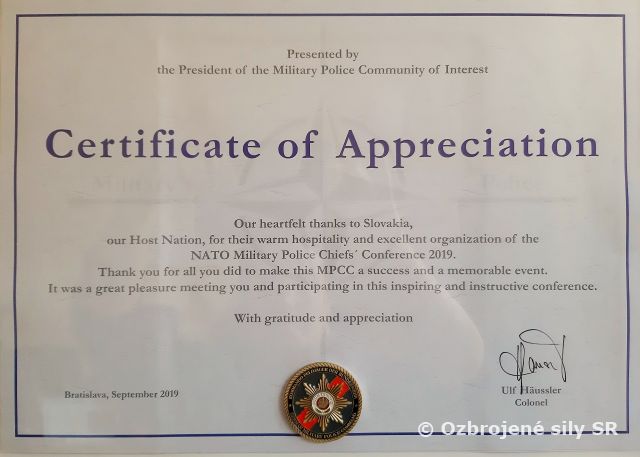 Presented by
the President of the Military Police Community of Interest
Certificate of Appreciation
Military Police
Our heartfelt thanks to Slovakia,
our Host Nation, for their warm hospitality and excellent organization of the
NATO Military Police Chiefs´ Conference 2019.
Thank you for all you did to make this MPCC a success and a memorable event.
It was a great pleasure meeting you and participating in this inspiring and instructive conference.
With gratitude and appreciation
Bratislava, September 2019
Ulf Häussler
Colonel
© Ozbrojené sily SR